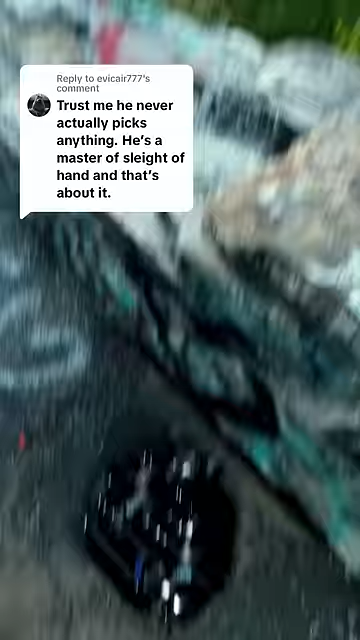 Reply to evicair777's
comment
Trust me he never
actually picks
anything. He's a
master of sleight of
hand and that's
about it.